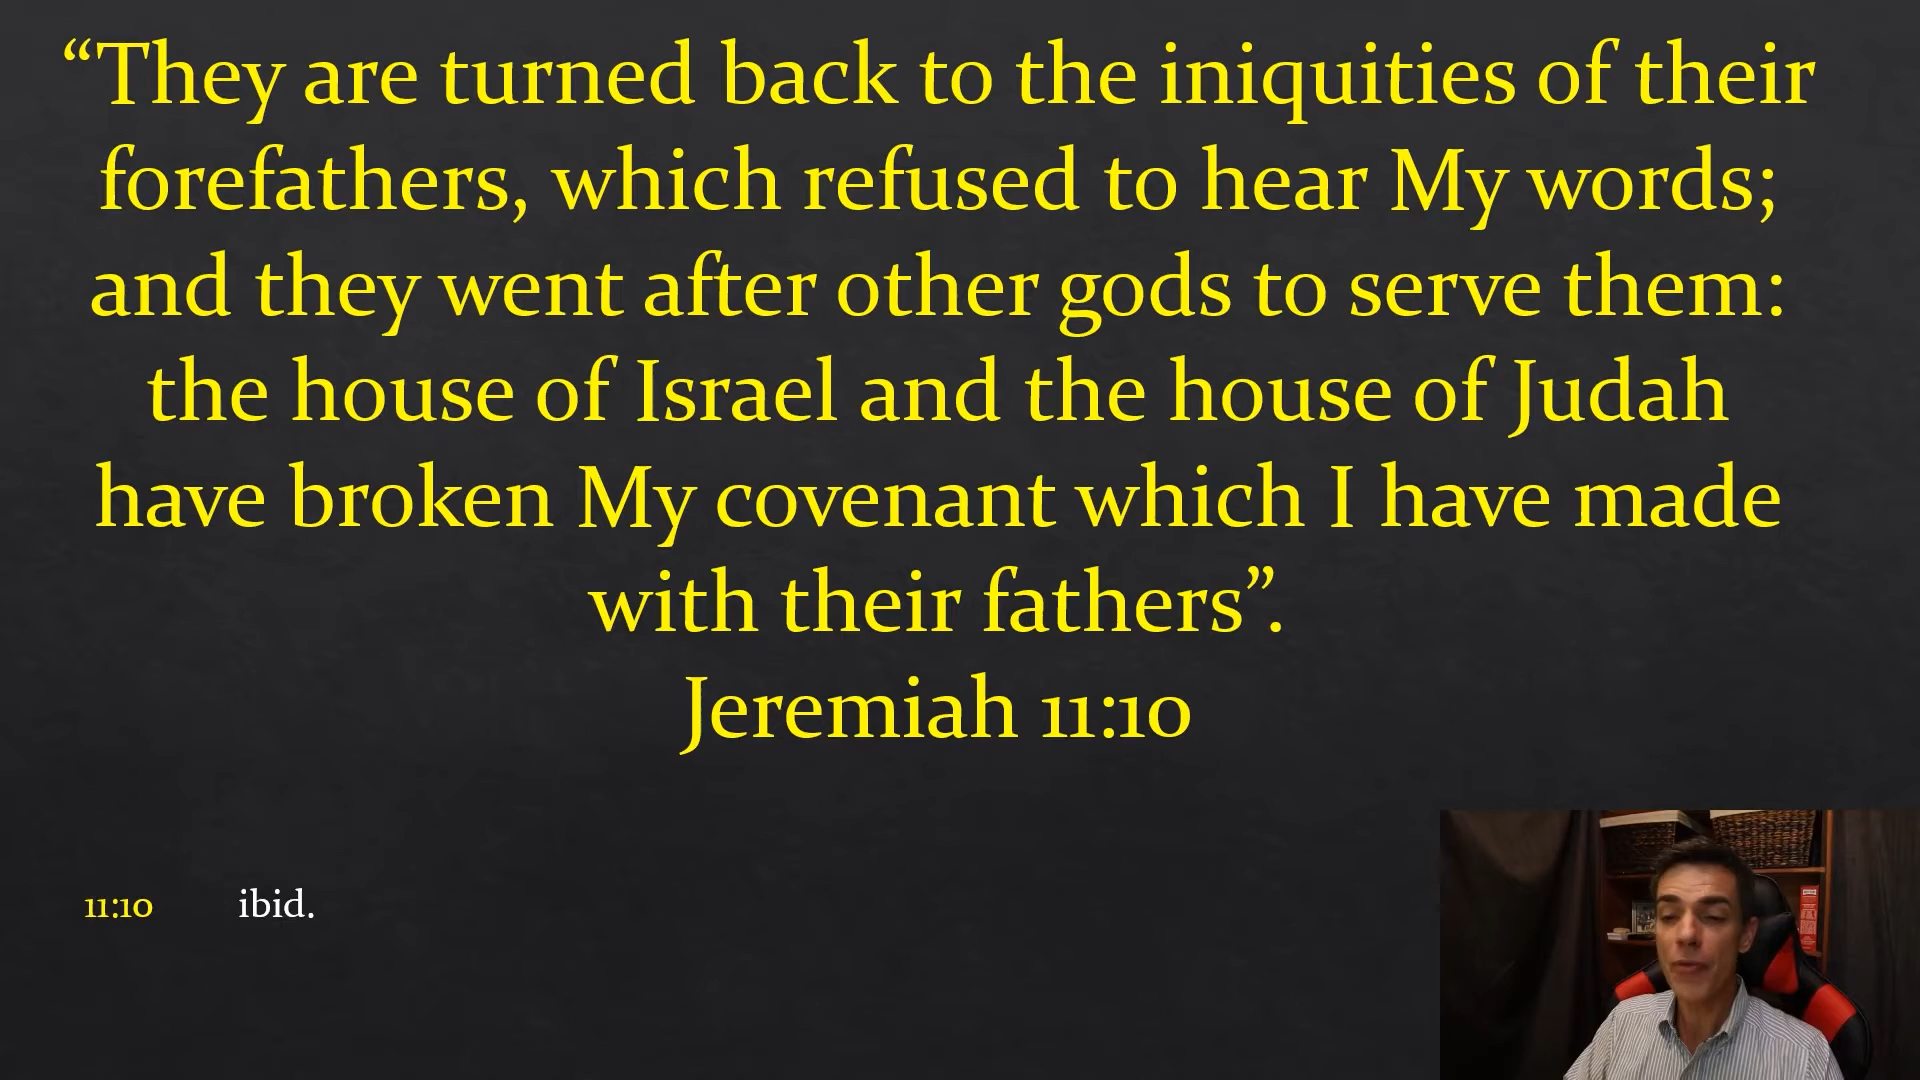 “They are turned back to the iniquities of their
forefathers, which refused to hear My words;
and they went after other gods to serve them:
the house of Israel and the house of Judah
have broken My covenant which I have made
with their fathers”.
Jeremiah 11:10
11:10 ibid.